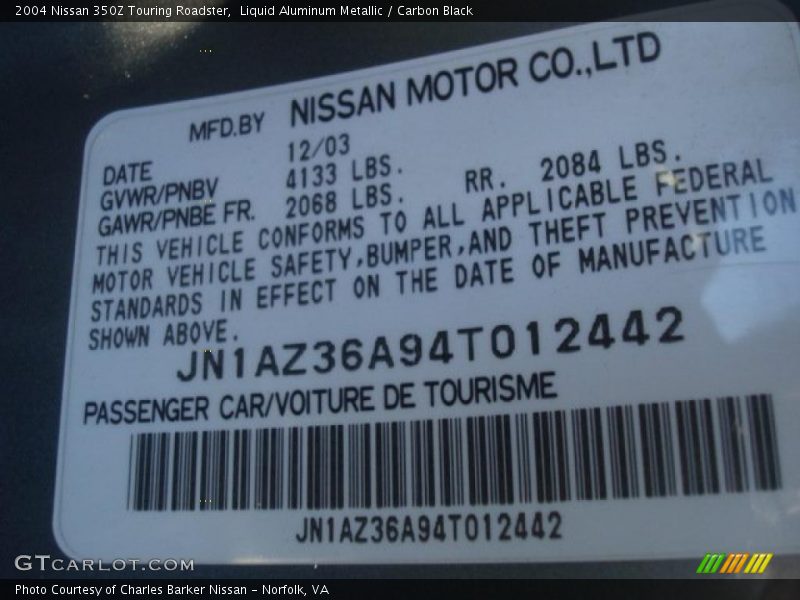 2004 Nissan 350Z Touring Roadster,  Liquid Aluminum Metallic / Carbon Black
MFD.BY NISSAN MOTOR CO.,LTD
DATE 12/03
GVWR/PNBV 4133 LBS.
GAWR/PNBE FR. 2068 LBS. RR. 2084 LBS.
THIS VEHICLE CONFORMS TO ALL APPLICABLE FEDERAL
MOTOR VEHICLE SAFETY,BUMPER,AND THEFT PREVENTION
STANDARDS IN EFFECT ON THE DATE OF MANUFACTURE
SHOWN ABOVE.
JN1AZ36A94T012442
PASSENGER CAR/VOITURE DE TOURISME
JN1AZ36A94T012442
GTCARLOT.COM
Photo Courtesy of Charles Barker Nissan - Norfolk, VA